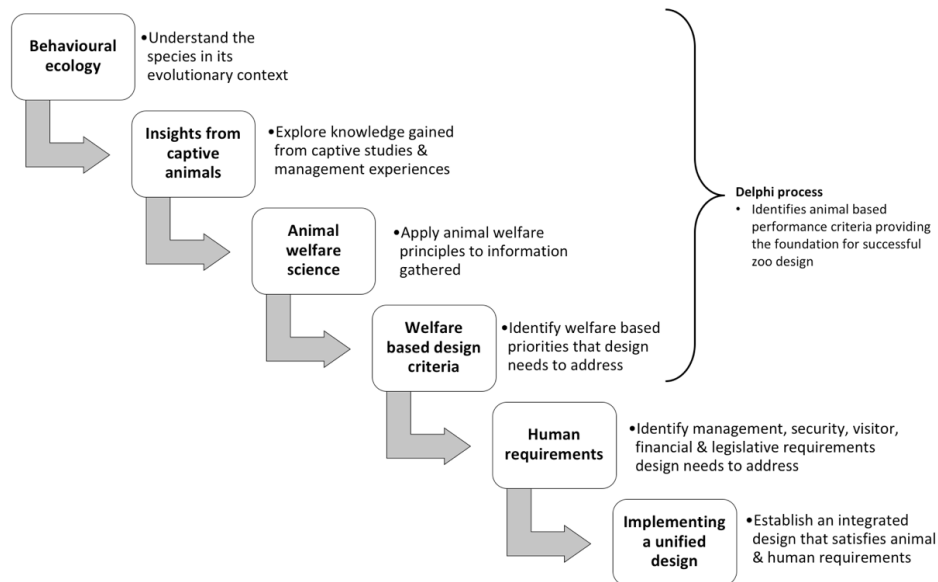 Behavioural
ecology
•Understand the
species in its
evolutionary context
Insights from
captive
animals
•Explore knowledge gained
from captive studies &
management experiences
Animal
welfare
science
•Apply animal welfare
principles to information
gathered
Welfare
based design
criteria
•Identify welfare based
priorities that design
needs to address
Delphi process
• Identifies animal based
performance criteria providing
the foundation for successful
zoo design
Human
requirements
•Identify management, security, visitor,
financial & legislative requirements
design needs to address
Implementing
a unified
design
•Establish an integrated
design that satisfies animal
& human requirements